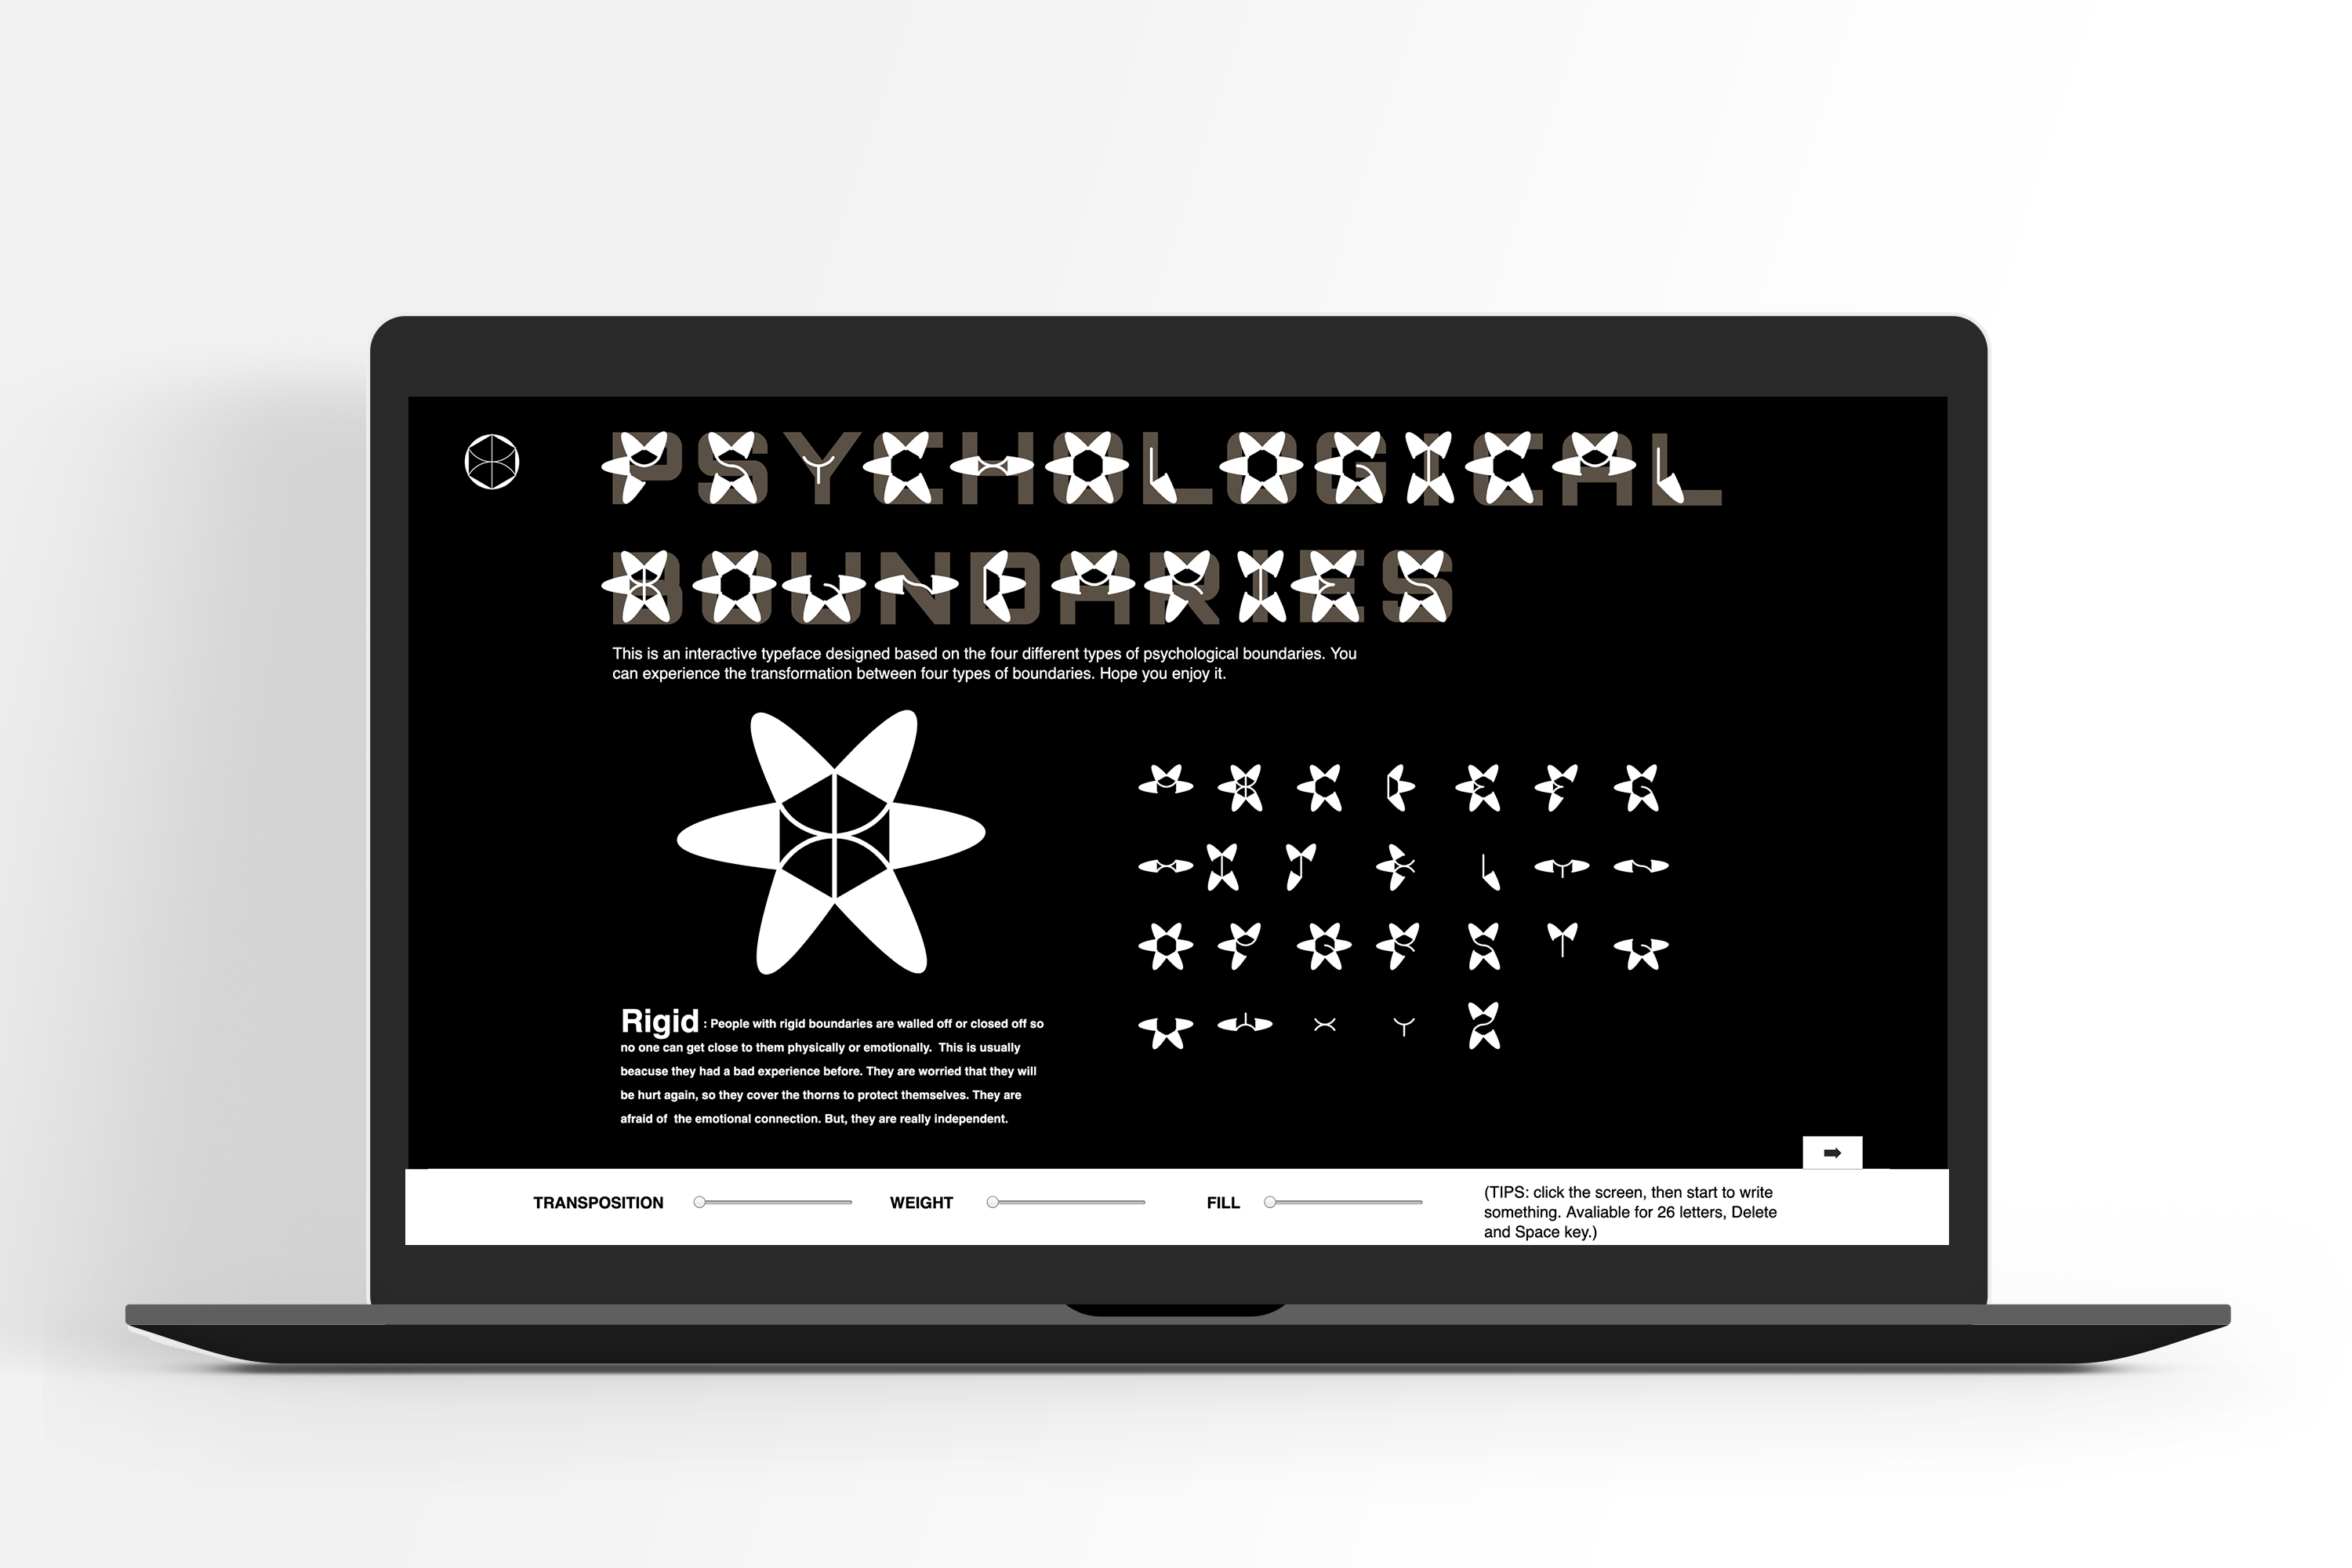 PSYCHOLOGICAL
BOUNDARIES
This is an interactive typeface designed based on the four different types of psychological boundaries. You
can experience the transformation between four types of boundaries. Hope you enjoy it.
A B C D E F G
H I J K L M N
O P Q R S T U
V W X Y Z
Rigid : People with rigid boundaries are walled off or closed off so
no one can get close to them physically or emotionally. This is usually
beacuse they had a bad experience before. They are worried that they will
be hurt again, so they cover the thorns to protect themselves. They are
afraid of the emotional connection. But, they are really independent.
TRANSPOSITION WEIGHT FILL
(TIPS: click the screen, then start to write
something. Avaliable for 26 letters, Delete
and Space key.)